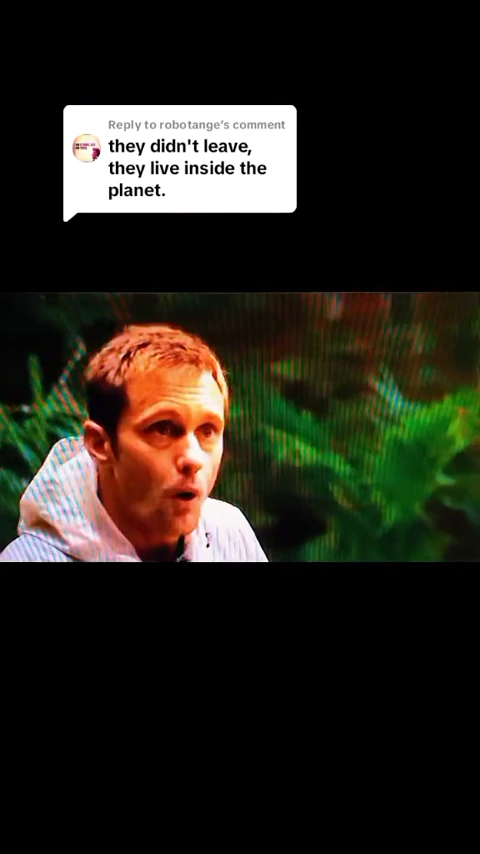 Reply to robotange's comment
they didn't leave,
they live inside the
planet.